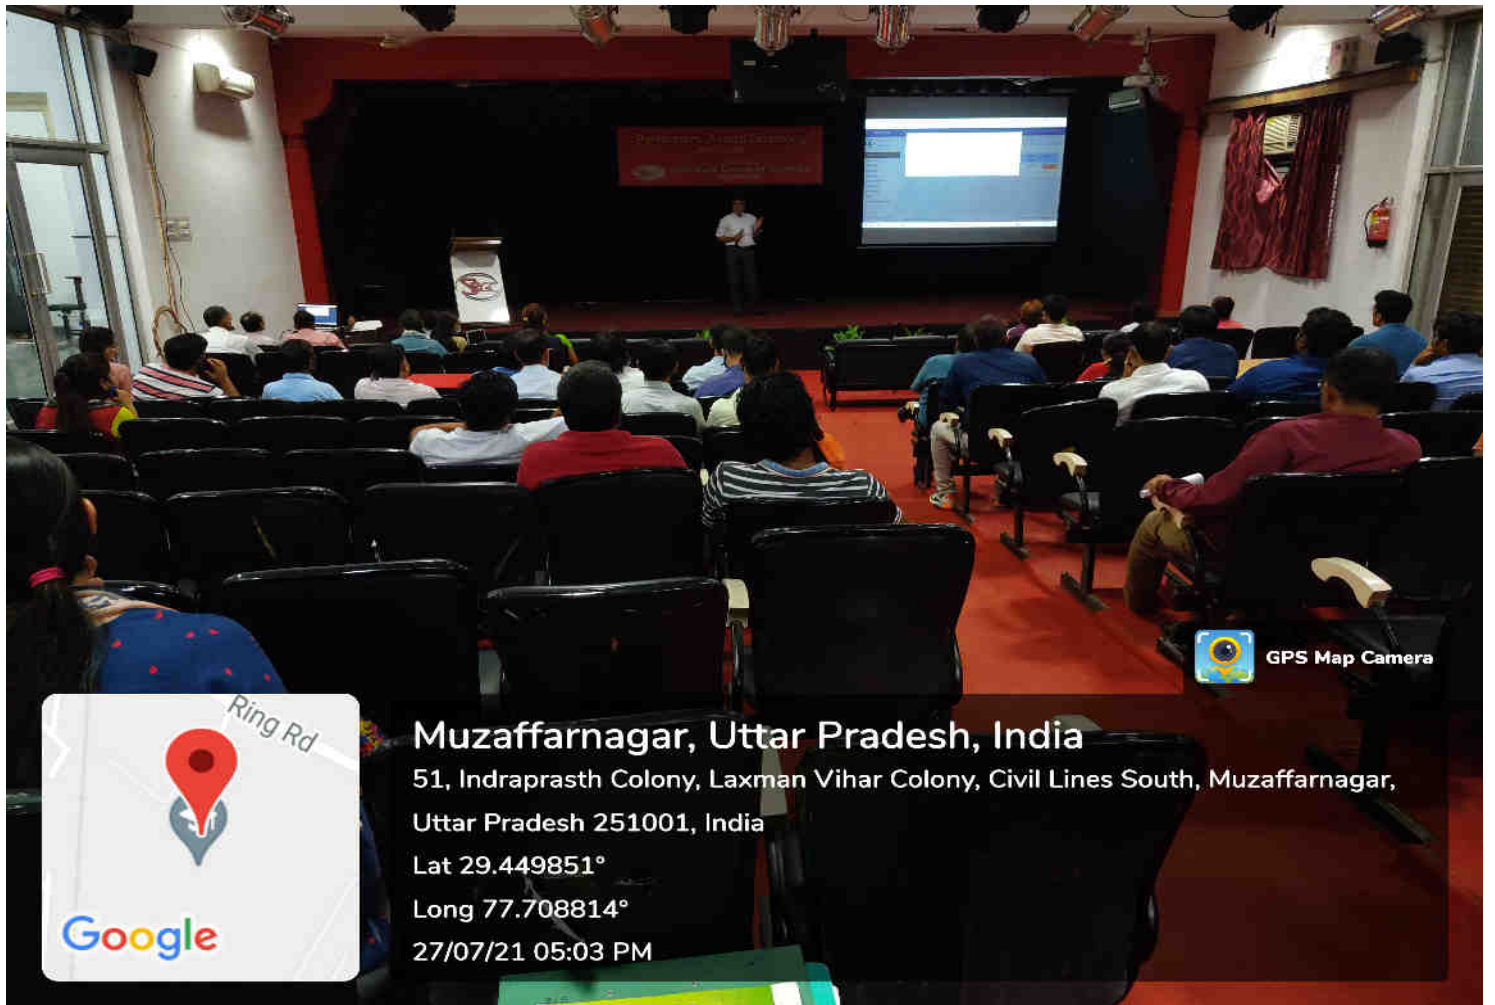 GPS Map Camera
Ring Rd
Google
Muzaffarnagar, Uttar Pradesh, India
51, Indraprasth Colony, Laxman Vihar Colony, Civil Lines South, Muzaffarnagar,
Uttar Pradesh 251001, India
Lat 29.449851°
Long 77.708814°
27/07/21 05:03 PM